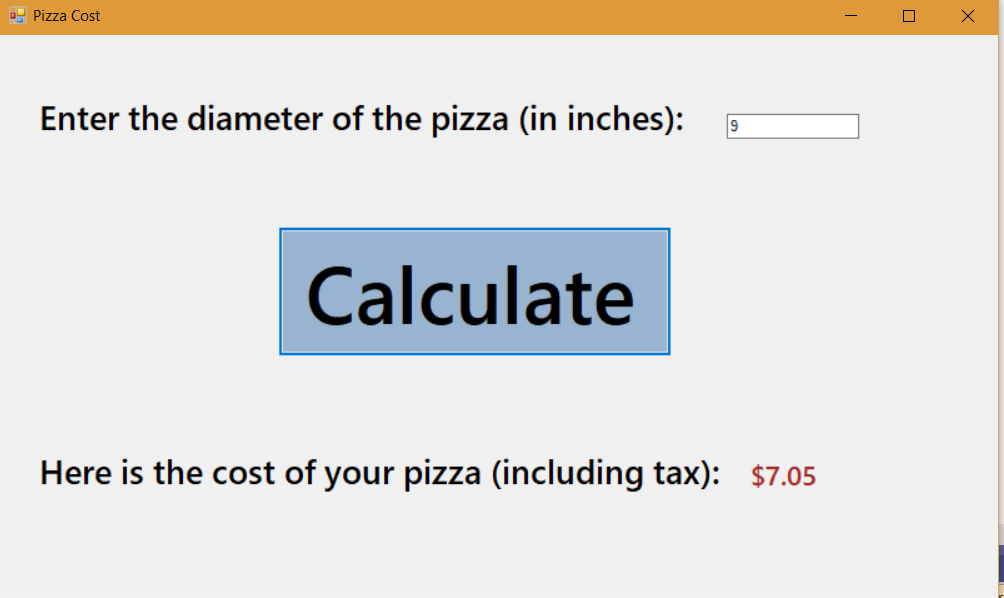 Pizza Cost
Enter the diameter of the pizza (in inches): 9
Calculate
Here is the cost of your pizza (including tax): $7.05